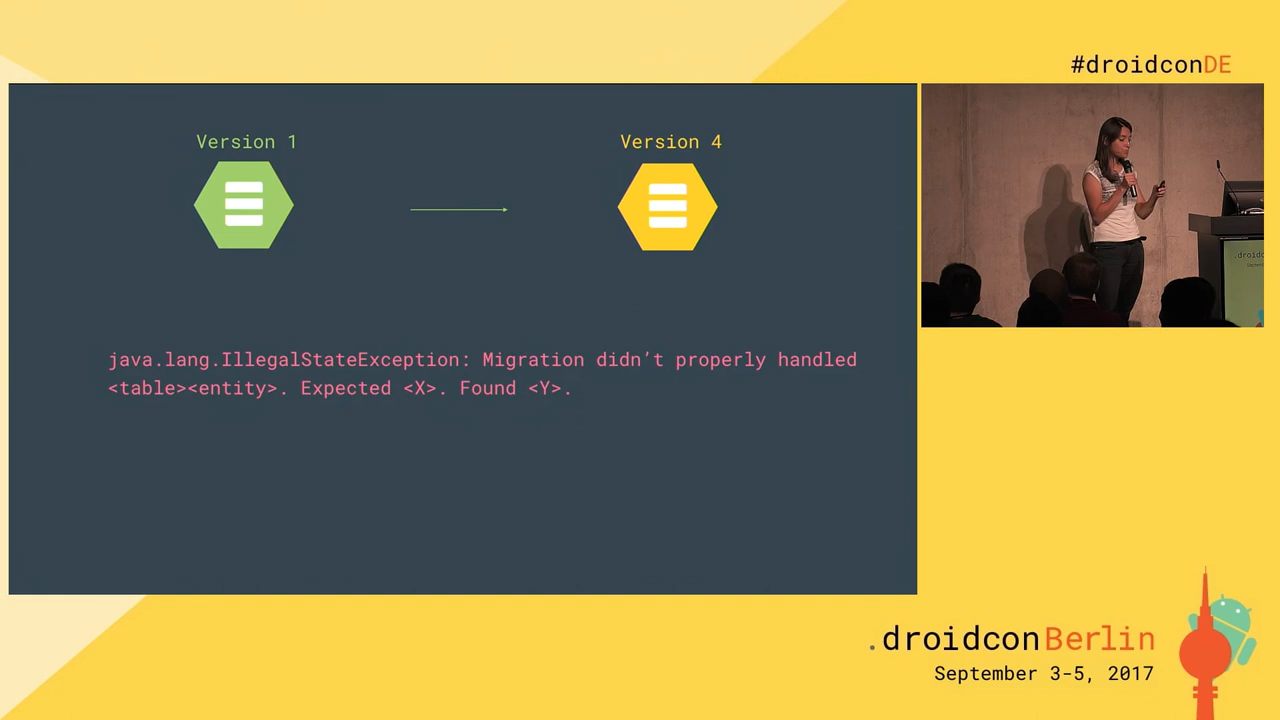 #droidconDE
Version 1
Version 4
java.lang.IllegalStateException: Migration didn’t properly handled
<table><entity>. Expected <X>. Found <Y>.
.droidconBerlin
September 3-5, 2017